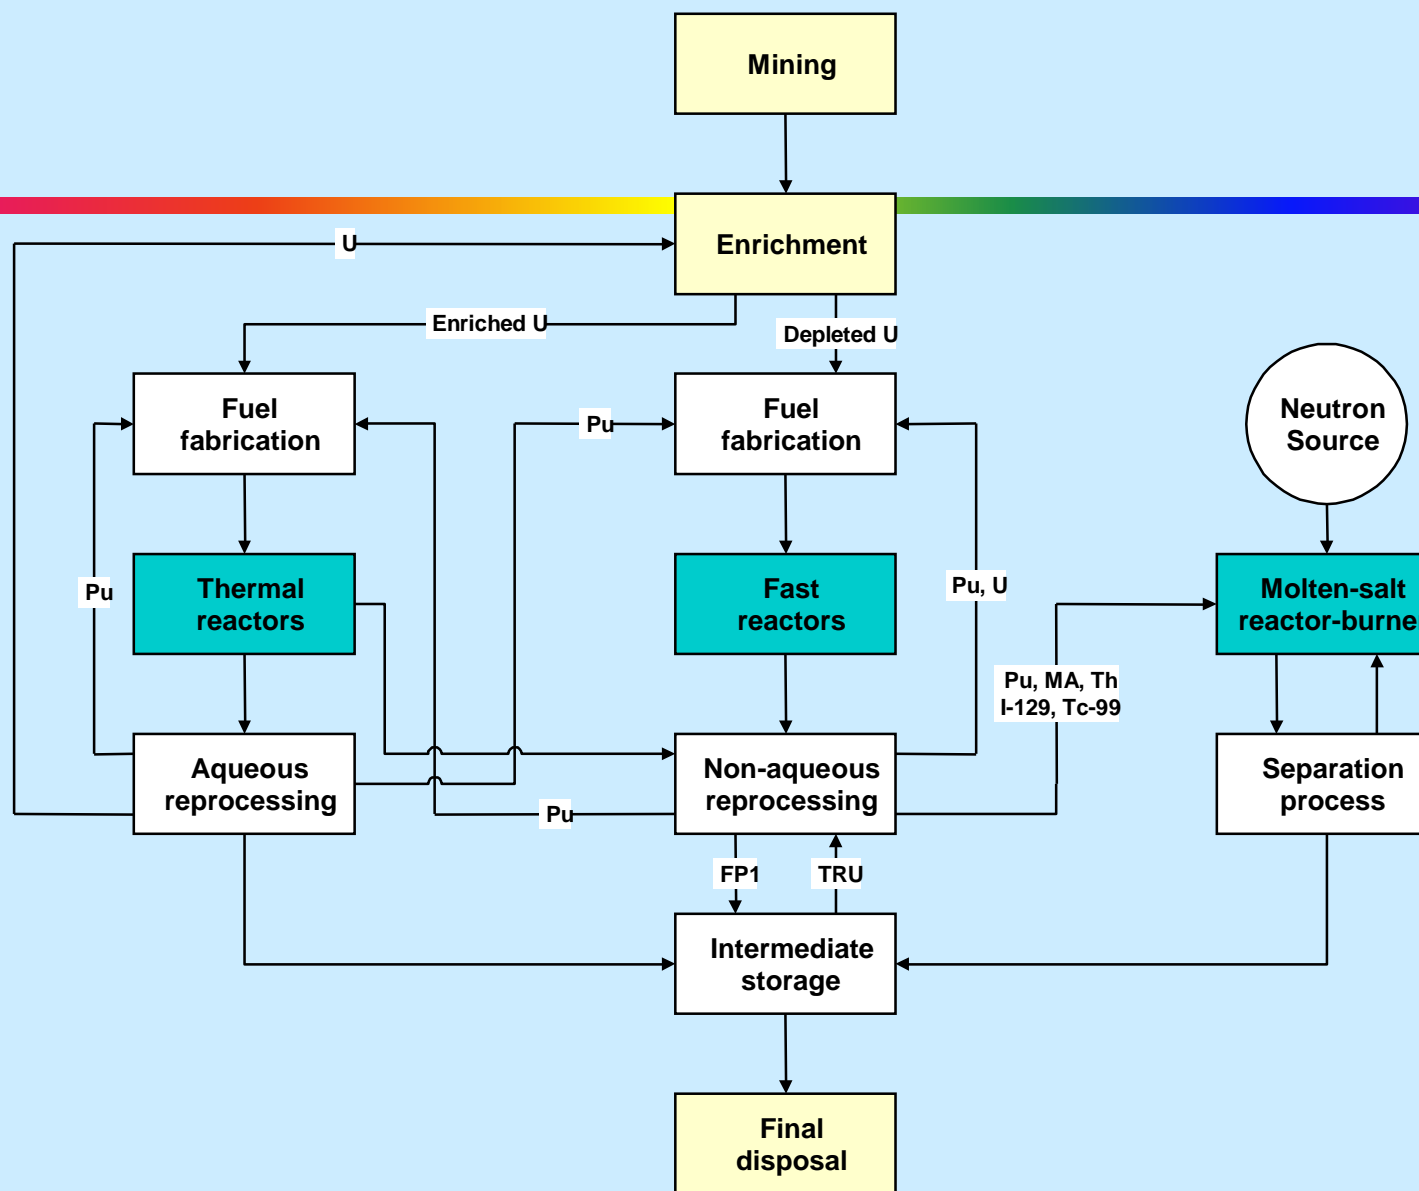 Mining
Enrichment
U
Enriched U
Depleted U
Fuel
fabrication
Pu
Fuel
fabrication
Neutron
Source
Pu
Thermal
reactors
Fast
reactors
Pu, U
Molten-salt
reactor-burne
Pu, MA, Th
I-129, Tc-99
Aqueous
reprocessing
Non-aqueous
reprocessing
Separation
process
Pu
FP1
TRU
Intermediate
storage
Final
disposal